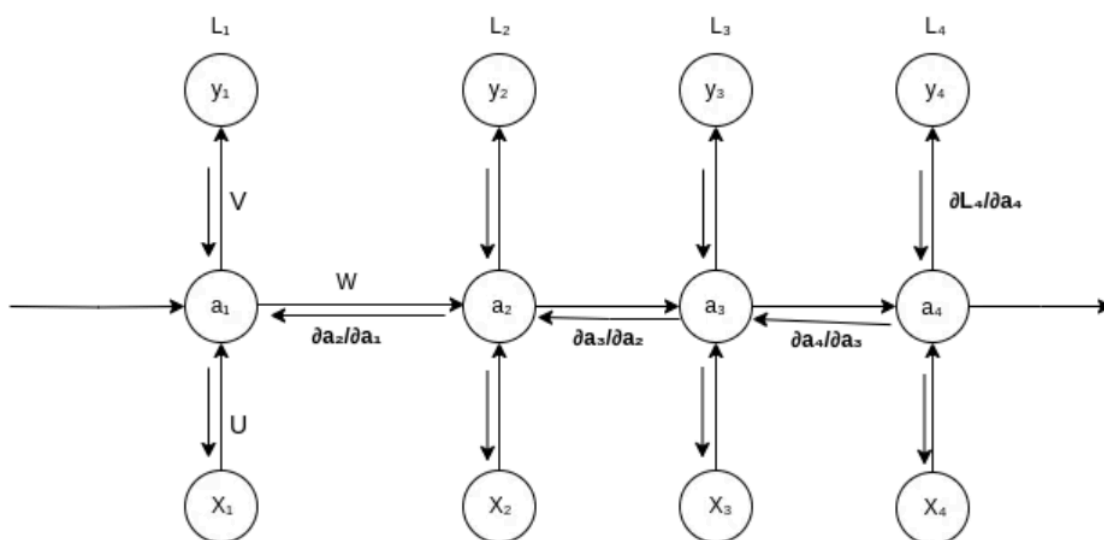 L₁ L₂ L₃ L₄
y₁ y₂ y₃ y₄
V ∂L₄/∂a₄
W
a₁ a₂ a₃ a₄
∂a₂/∂a₁ ∂a₃/∂a₂ ∂a₄/∂a₃
U
X₁ X₂ X₃ X₄